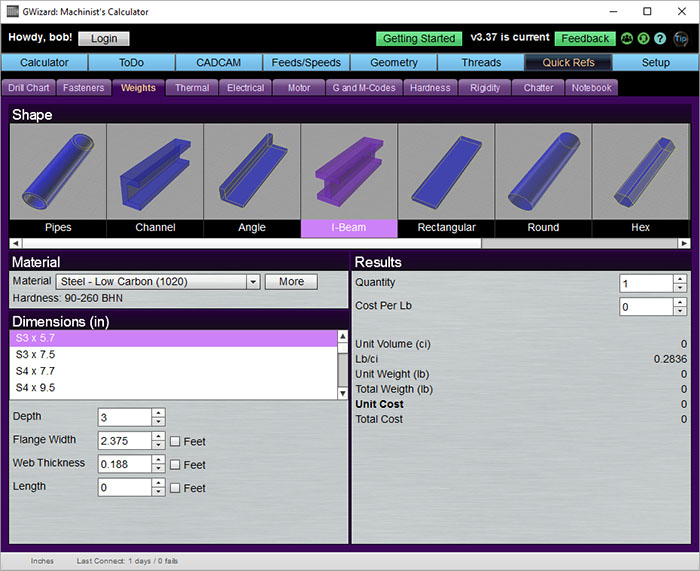 GWizard: Machinist's Calculator
Howdy, bob! Login Getting Started v3.37 is current Feedback ? Tip
Calculator ToDo CADCAM Feeds/Speeds Geometry Threads Quick Refs Setup
Drill Chart Fasteners Weights Thermal Electrical Motor G and M-Codes Hardness Rigidity Chatter Notebook
Shape
Pipes Channel Angle I-Beam Rectangular Round Hex
Material
Material Steel - Low Carbon (1020) More
Hardness: 90-260 BHN
Dimensions (in)
S3 x 5.7
S3 x 7.5
S4 x 7.7
S4 x 9.5
Depth 3
Flange Width 2.375 Feet
Web Thickness 0.188 Feet
Length 0 Feet
Results
Quantity 1
Cost Per Lb 0
Unit Volume (ci) 0
Lb/ci 0.2836
Unit Weight (lb) 0
Total Weigth (lb) 0
Unit Cost 0
Total Cost 0
Inches Last Connect: 1 days / 0 fails